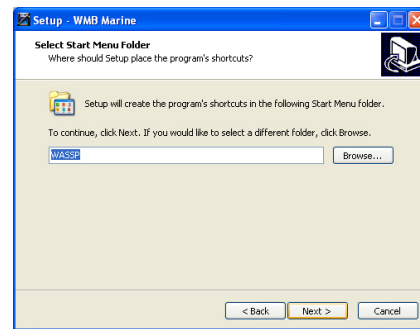 Setup - WMB Marine
Select Start Menu Folder
Where should Setup place the program's shortcuts?
Setup will create the program's shortcuts in the following Start Menu folder.
To continue, click Next. If you would like to select a different folder, click Browse.
WASSP
Browse...
< Back
Next >
Cancel